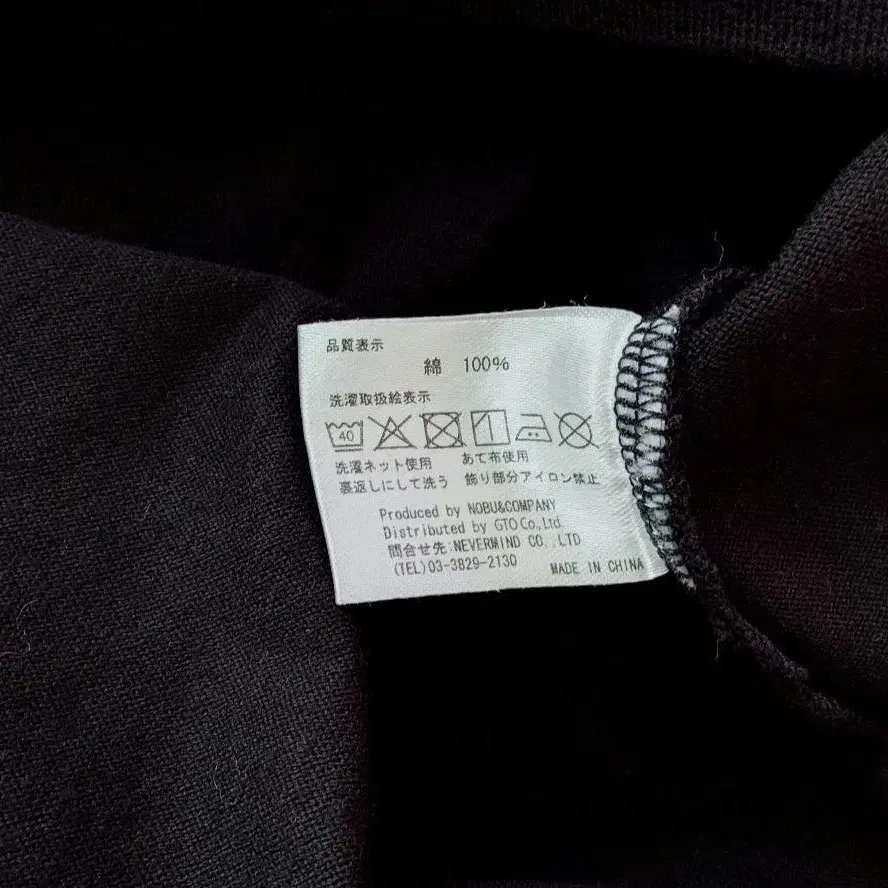 品質表示
綿 100%
洗濯取扱絵表示
40
洗濯ネット使用 あて布使用
裏返しにして洗う 飾り部分アイロン禁止
Produced by NOBU&COMPANY
Distributed by GTO Co,.Ltd
問合せ先:NEVERMIND CO.,LTD
(TEL)03-3829-2130 MADE IN CHINA